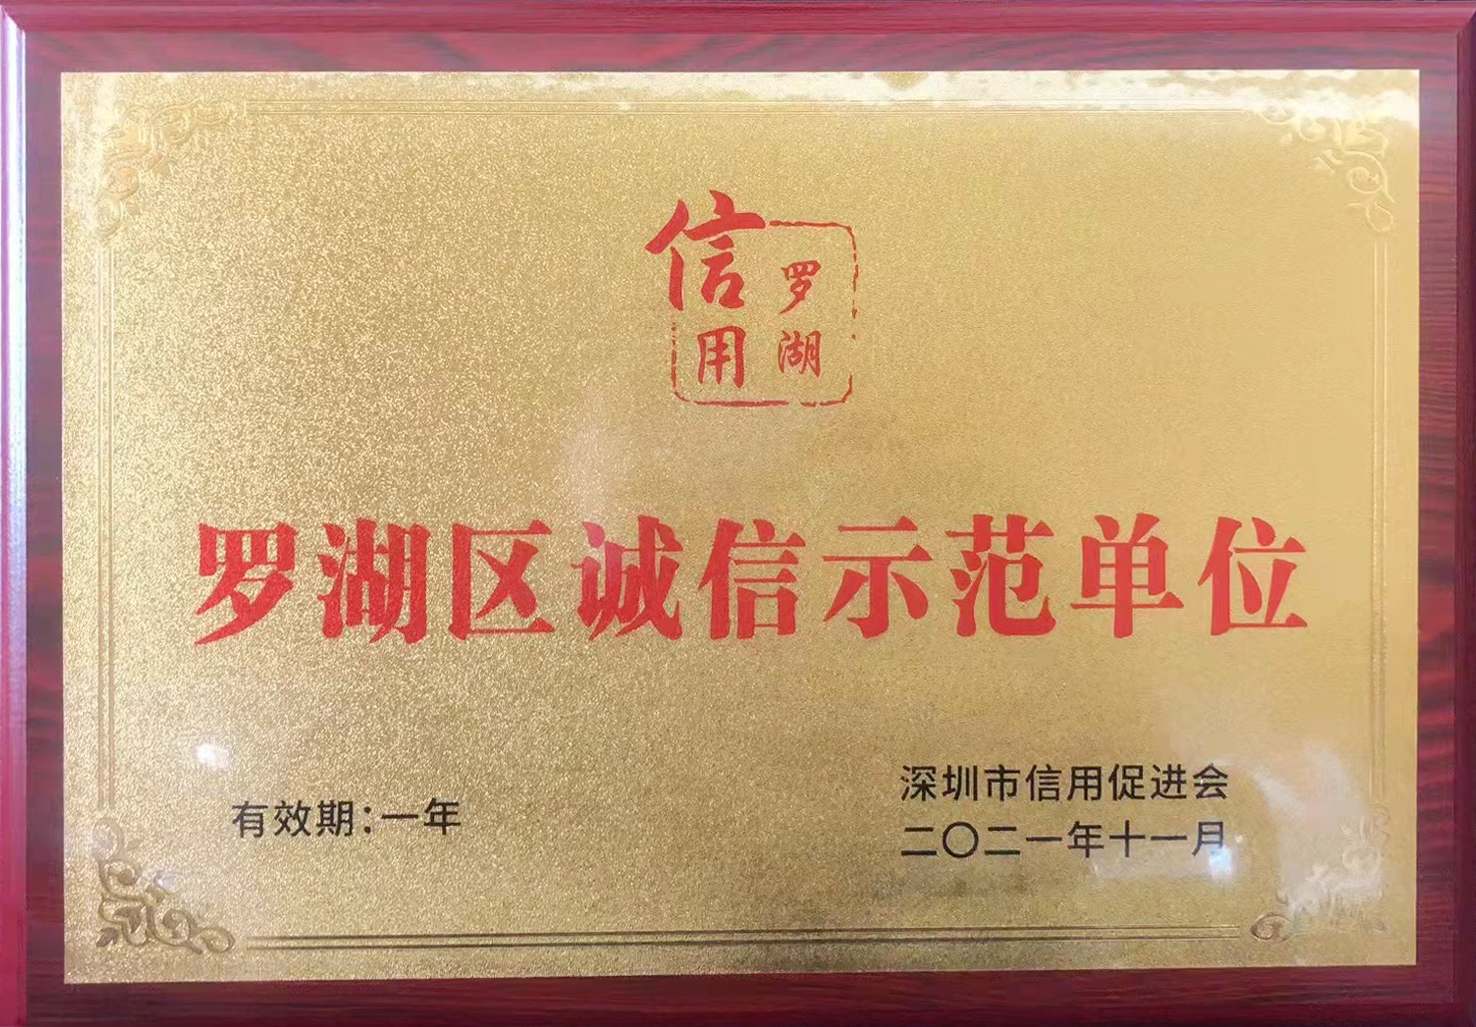 信用
罗湖
罗湖区诚信示范单位
有效期:一年
深圳市信用促进会
二〇二一年十一月